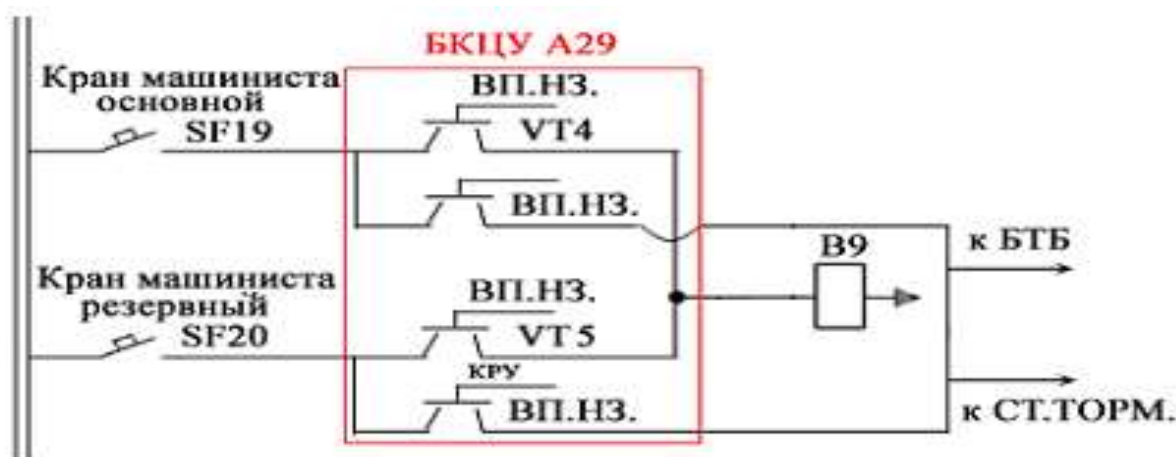 БКЦУ А29
Кран машиниста
основной
SF19
ВП.НЗ.
VT4
ВП.НЗ.
В9
к БТБ
Кран машиниста
резервный
SF20
ВП.НЗ.
VT5
КРУ
ВП.НЗ.
к СТ.ТОРМ.